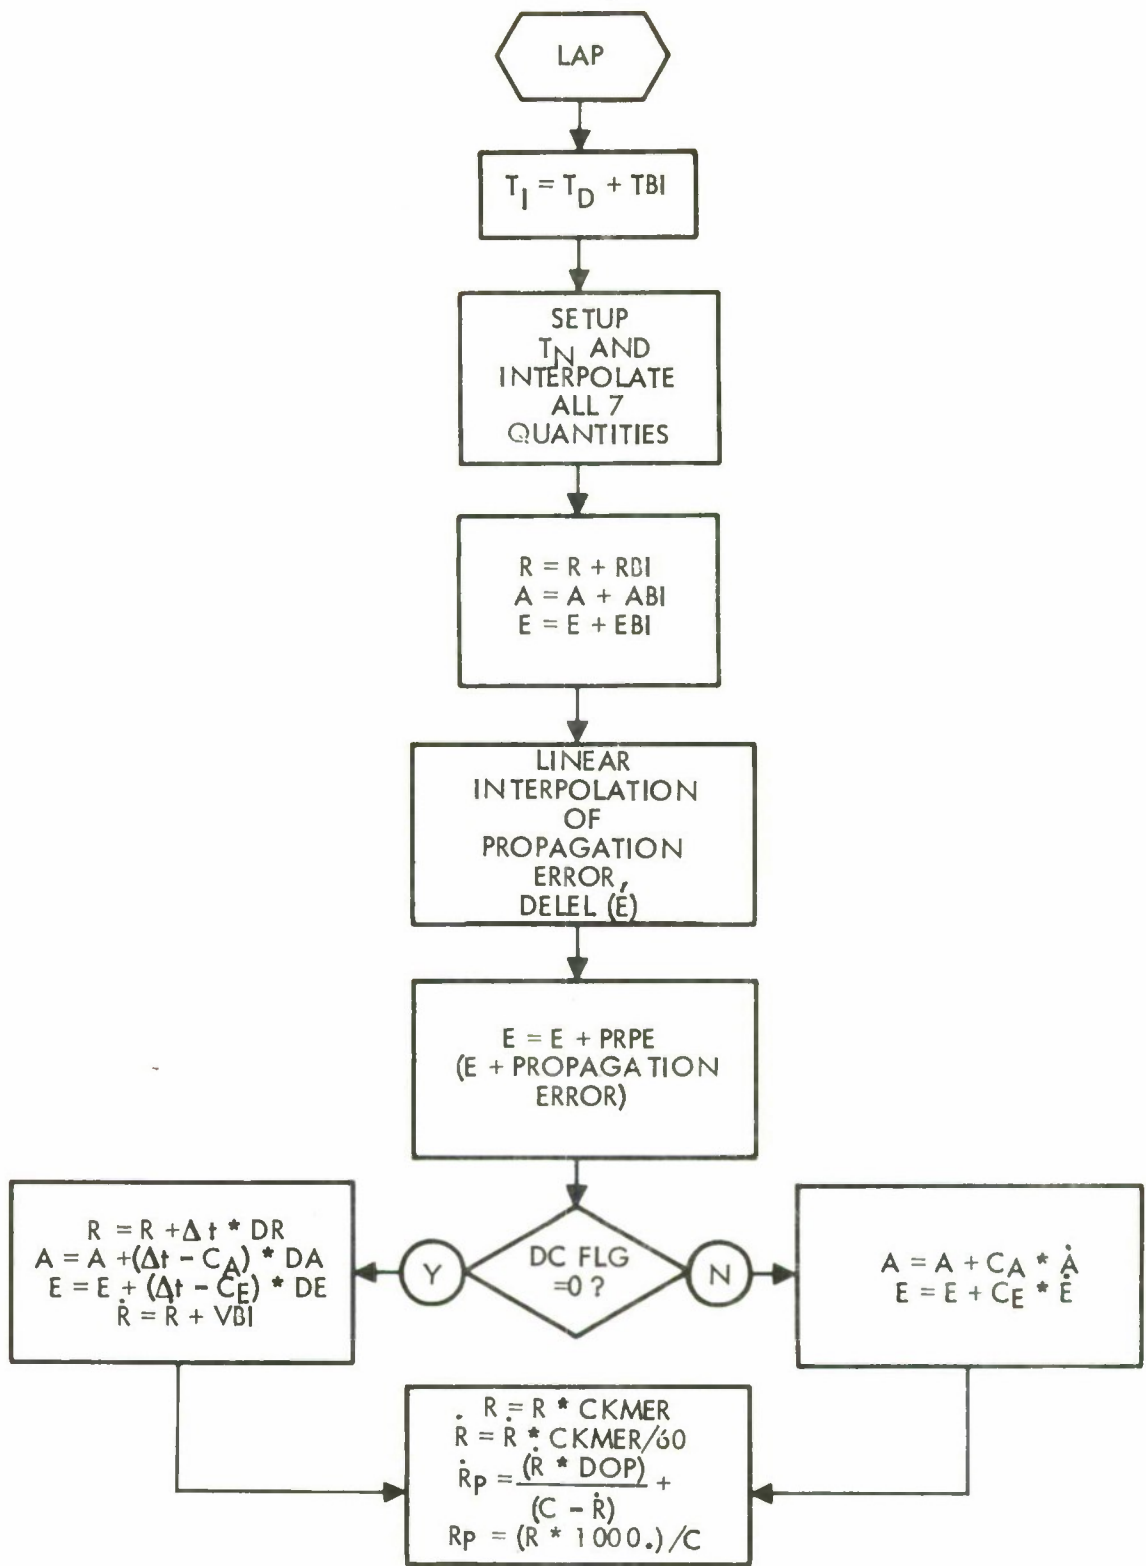 LAP
T_I = T_D + TBI
SETUP
T_N AND
INTERPOLATE
ALL 7
QUANTITIES
R = R + RBI
A = A + ABI
E = E + EBI
LINEAR
INTERPOLATION
OF
PROPAGATION
ERROR,
DELEL (E)
E = E + PRPE
(E + PROPAGATION
ERROR)
DC FLG
=0 ?
Y
N
R = R + Δt * DR
A = A + (Δt - C_A) * DA
E = E + (Δt - C_E) * DE
Ṙ = R + VBI
A = A + C_A * Ȧ
E = E + C_E * Ė
R = R * CKMER
Ṙ = Ṙ * CKMER/60
Ṙ_P = (Ṙ * DOP) +
(C - Ṙ)
R_P = (R * 1000.)/C